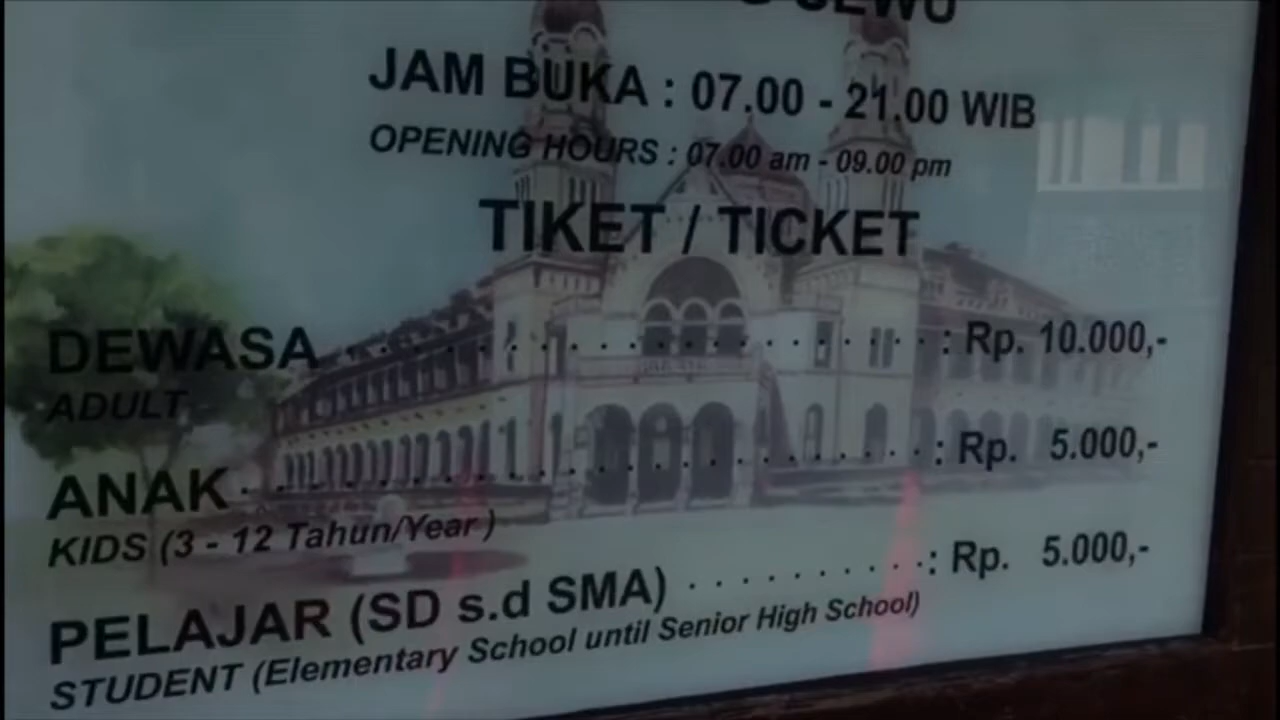 JAM BUKA : 07.00 - 21.00 WIB
OPENING HOURS : 07.00 am - 09.00 pm
TIKET / TICKET
DEWASA . . . . . . . . . . . . . . . . . . . . : Rp. 10.000,-
ADULT
ANAK . . . . . . . . . . . . . . . . . . . . . . : Rp. 5.000,-
KIDS (3 - 12 Tahun/Year )
PELAJAR (SD s.d SMA) . . . . . . . . . . : Rp. 5.000,-
STUDENT (Elementary School until Senior High School)